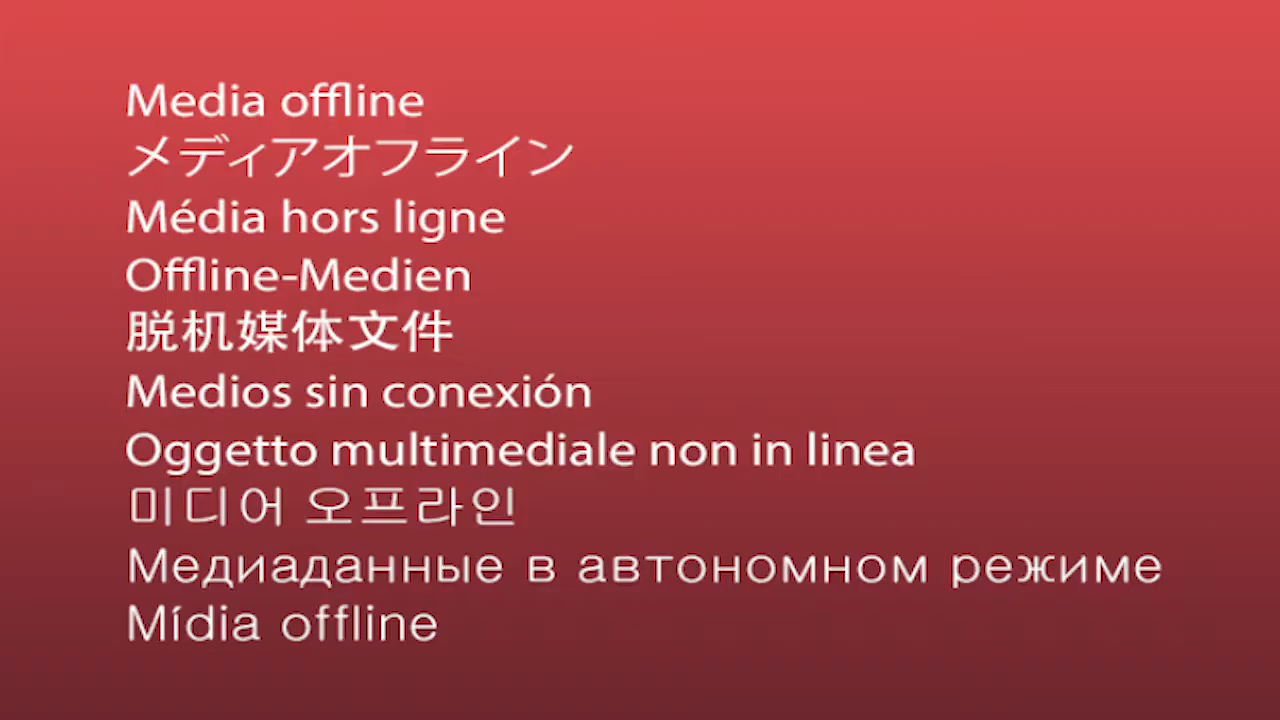 Media offline
メディアオフライン
Média hors ligne
Offline-Medien
脱机媒体文件
Medios sin conexión
Oggetto multimediale non in linea
미디어 오프라인
Медиаданные в автономном режиме
Mídia offline